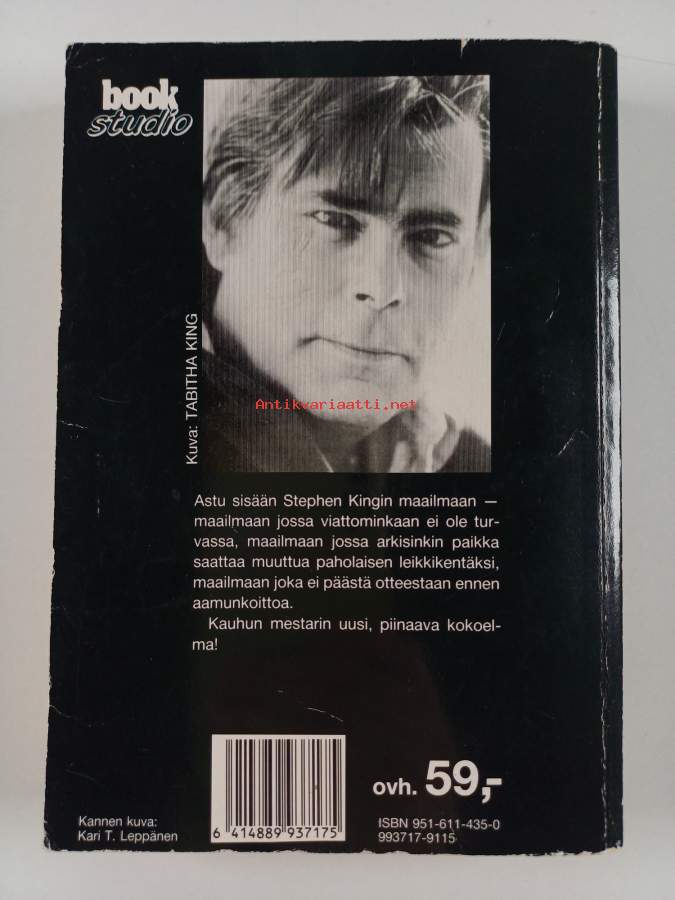 book
studio
Kuva: TABITHA KING
Antikvariaatti.net
Astu sisään Stephen Kingin maailmaan —
maailmaan jossa viattominkaan ei ole tur-
vassa, maailmaan jossa arkisinkin paikka
saattaa muuttua paholaisen leikkikentäksi,
maailmaan joka ei päästä otteestaan ennen
aamunkoittoa.
Kauhun mestarin uusi, piinaava kokoel-
ma!
ovh. 59,-
Kannen kuva:
Kari T. Leppänen
6 414889 937175
ISBN 951-611-435-0
993717-9115